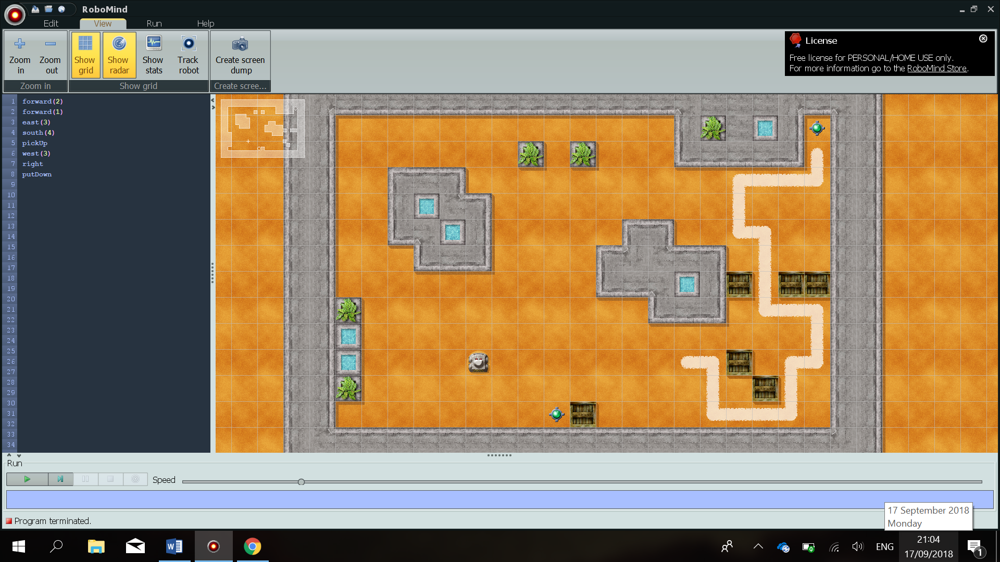 RoboMind
Edit View Run Help
Zoom in
Zoom out
Show grid
Show radar
Show stats
Track robot
Create screen dump
Zoom in
Show grid
Create scree...
License
Free license for PERSONAL/HOME USE only.
For more information go to the RoboMind Store.
1 forward(2)
2 forward(1)
3 east(3)
4 south(4)
5 pickUp
6 west(3)
7 right
8 putDown
9
10
11
12
13
14
15
16
17
18
19
20
21
22
23
24
25
26
27
28
29
30
31
32
33
34
Run
Speed
Program terminated.
17 September 2018
Monday
ENG
21:04
17/09/2018
1